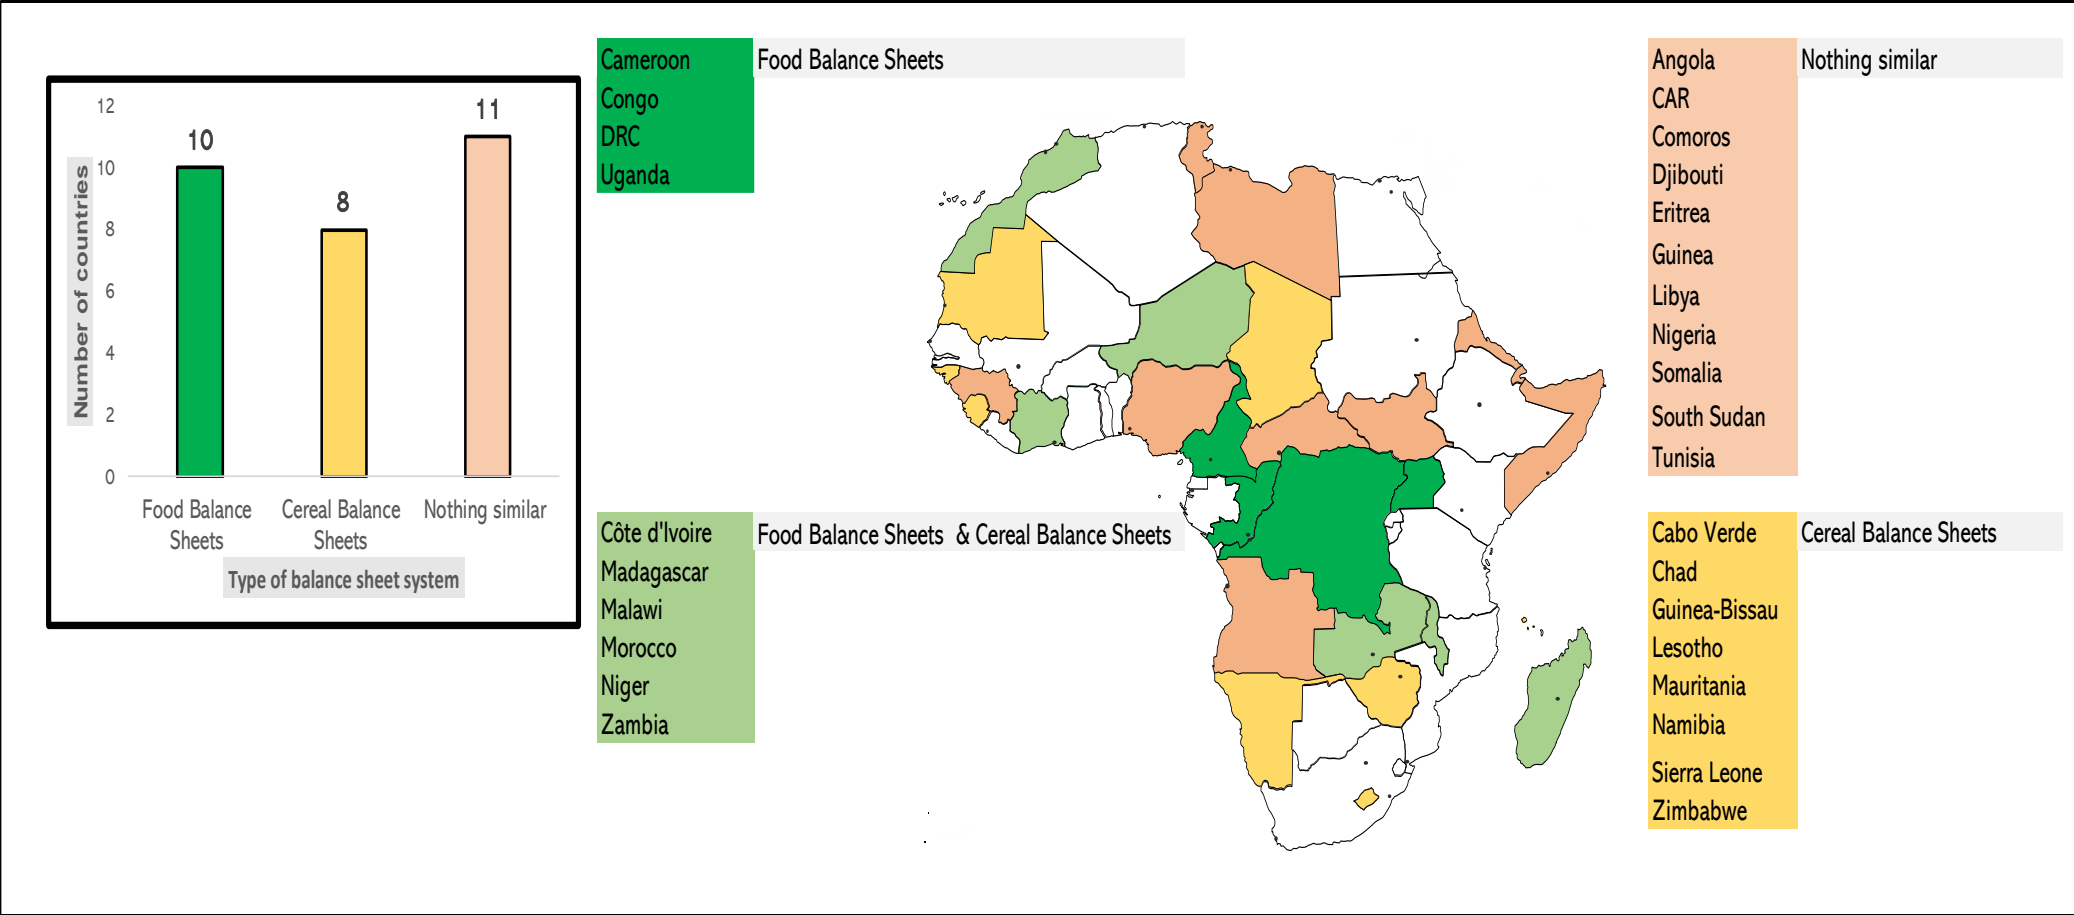 12
10
8
6
4
2
0
Number of countries
10
8
11
Food Balance
Sheets
Cereal Balance
Sheets
Nothing similar
Type of balance sheet system
Cameroon
Congo
DRC
Uganda
Food Balance Sheets
Côte d'Ivoire
Madagascar
Malawi
Morocco
Niger
Zambia
Food Balance Sheets & Cereal Balance Sheets
Angola
CAR
Comoros
Djibouti
Eritrea
Guinea
Libya
Nigeria
Somalia
South Sudan
Tunisia
Nothing similar
Cabo Verde
Chad
Guinea-Bissau
Lesotho
Mauritania
Namibia
Sierra Leone
Zimbabwe
Cereal Balance Sheets